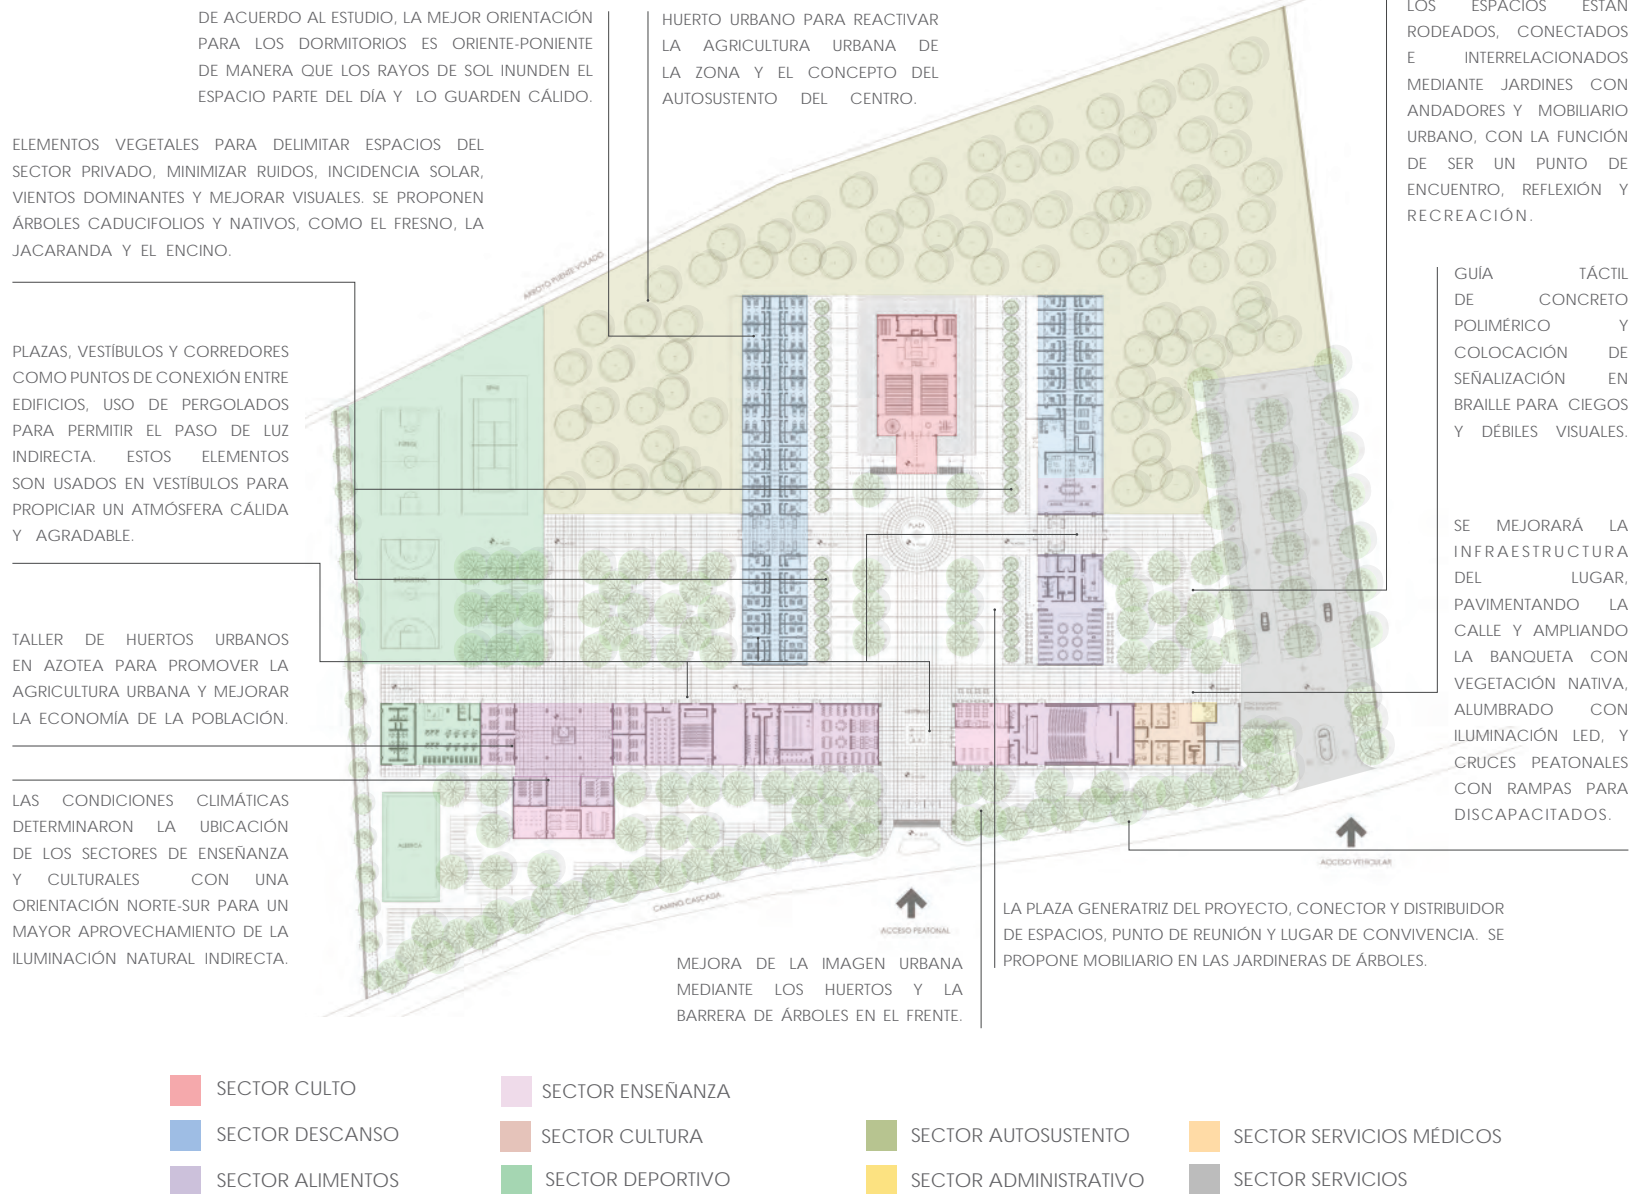 DE ACUERDO AL ESTUDIO, LA MEJOR ORIENTACIÓN
PARA LOS DORMITORIOS ES ORIENTE-PONIENTE
DE MANERA QUE LOS RAYOS DE SOL INUNDEN EL
ESPACIO PARTE DEL DÍA Y LO GUARDEN CÁLIDO.
HUERTO URBANO PARA REACTIVAR
LA AGRICULTURA URBANA DE
LA ZONA Y EL CONCEPTO DEL
AUTOSUSTENTO DEL CENTRO.
LOS ESPACIOS ESTÁN
RODEADOS, CONECTADOS
E INTERRELACIONADOS
MEDIANTE JARDINES CON
ANDADORES Y MOBILIARIO
URBANO, CON LA FUNCIÓN
DE SER UN PUNTO DE
ENCUENTRO, REFLEXIÓN Y
RECREACIÓN.
ELEMENTOS VEGETALES PARA DELIMITAR ESPACIOS DEL
SECTOR PRIVADO, MINIMIZAR RUIDOS, INCIDENCIA SOLAR,
VIENTOS DOMINANTES Y MEJORAR VISUALES. SE PROPONEN
ÁRBOLES CADUCIFOLIOS Y NATIVOS, COMO EL FRESNO, LA
JACARANDA Y EL ENCINO.
ARROYO PUENTE VOLADO
GUÍA TÁCTIL
DE CONCRETO
POLIMÉRICO Y
COLOCACIÓN DE
SEÑALIZACIÓN EN
BRAILLE PARA CIEGOS
Y DÉBILES VISUALES.
PLAZAS, VESTÍBULOS Y CORREDORES
COMO PUNTOS DE CONEXIÓN ENTRE
EDIFICIOS, USO DE PERGOLADOS
PARA PERMITIR EL PASO DE LUZ
INDIRECTA. ESTOS ELEMENTOS
SON USADOS EN VESTÍBULOS PARA
PROPICIAR UN ATMÓSFERA CÁLIDA
Y AGRADABLE.
PLAZA
SE MEJORARÁ LA
INFRAESTRUCTURA
DEL LUGAR,
PAVIMENTANDO LA
CALLE Y AMPLIANDO
LA BANQUETA CON
VEGETACIÓN NATIVA,
ALUMBRADO CON
ILUMINACIÓN LED, Y
CRUCES PEATONALES
CON RAMPAS PARA
DISCAPACITADOS.
TALLER DE HUERTOS URBANOS
EN AZOTEA PARA PROMOVER LA
AGRICULTURA URBANA Y MEJORAR
LA ECONOMÍA DE LA POBLACIÓN.
LAS CONDICIONES CLIMÁTICAS
DETERMINARON LA UBICACIÓN
DE LOS SECTORES DE ENSEÑANZA
Y CULTURALES CON UNA
ORIENTACIÓN NORTE-SUR PARA UN
MAYOR APROVECHAMIENTO DE LA
ILUMINACIÓN NATURAL INDIRECTA.
ALBERCA
CAMINO CASCADA
ACCESO PEATONAL
ACCESO VEHICULAR
LA PLAZA GENERATRIZ DEL PROYECTO, CONECTOR Y DISTRIBUIDOR
DE ESPACIOS, PUNTO DE REUNIÓN Y LUGAR DE CONVIVENCIA. SE
PROPONE MOBILIARIO EN LAS JARDINERAS DE ÁRBOLES.
MEJORA DE LA IMAGEN URBANA
MEDIANTE LOS HUERTOS Y LA
BARRERA DE ÁRBOLES EN EL FRENTE.
SECTOR CULTO
SECTOR DESCANSO
SECTOR ALIMENTOS
SECTOR ENSEÑANZA
SECTOR CULTURA
SECTOR DEPORTIVO
SECTOR AUTOSUSTENTO
SECTOR ADMINISTRATIVO
SECTOR SERVICIOS MÉDICOS
SECTOR SERVICIOS